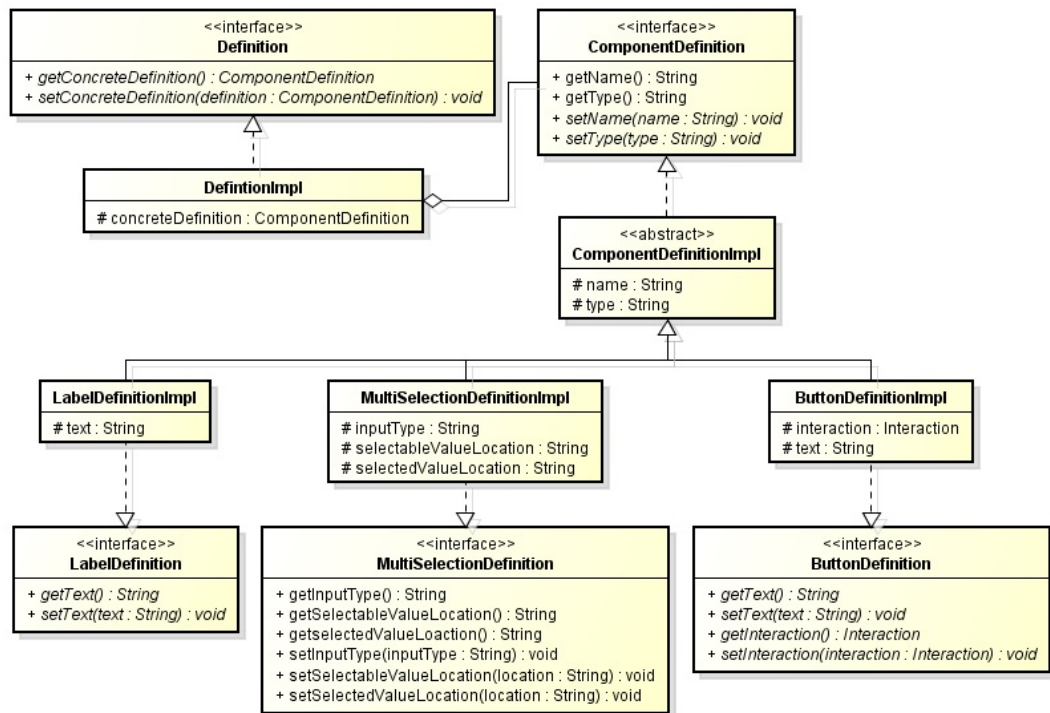 <<interface>>
Definition
+ getConcreteDefinition() : ComponentDefinition
+ setConcreteDefinition(definition : ComponentDefinition) : void
<<interface>>
ComponentDefinition
+ getName() : String
+ getType() : String
+ setName(name : String) : void
+ setType(type : String) : void
DefintionImpl
# concreteDefinition : ComponentDefinition
<<abstract>>
ComponentDefinitionImpl
# name : String
# type : String
LabelDefinitionImpl
# text : String
MultiSelectionDefinitionImpl
# inputType : String
# selectableValueLocation : String
# selectedValueLocation : String
ButtonDefinitionImpl
# interaction : Interaction
# text : String
<<interface>>
LabelDefinition
+ getText() : String
+ setText(text : String) : void
<<interface>>
MultiSelectionDefinition
+ getInputType() : String
+ getSelectableValueLocation() : String
+ getselectedValueLoaction() : String
+ setInputType(inputType : String) : void
+ setSelectableValueLocation(location : String) : void
+ setSelectedValueLocation(location : String) : void
<<interface>>
ButtonDefinition
+ getText() : String
+ setText(text : String) : void
+ getInteraction() : Interaction
+ setInteraction(interaction : Interaction) : void